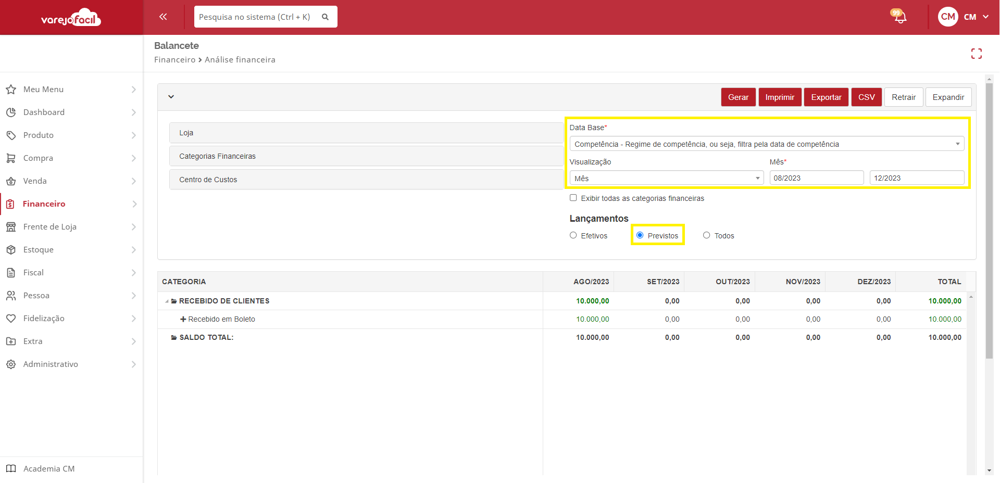 varejofacil
Pesquisa no sistema (Ctrl + K)
99
CM
CM
Balancete
Financeiro > Análise financeira
Meu Menu
Dashboard
Produto
Compra
Venda
Financeiro
Frente de Loja
Estoque
Fiscal
Pessoa
Fidelização
Extra
Administrativo
Academia CM
Gerar Imprimir Exportar CSV Retrair Expandir
Loja
Categorias Financeiras
Centro de Custos
Data Base*
Competência - Regime de competência, ou seja, filtra pela data de competência
Visualização Mês*
Mês 08/2023 12/2023
Exibir todas as categorias financeiras
Lançamentos
Efetivos Previstos Todos
CATEGORIA AGO/2023 SET/2023 OUT/2023 NOV/2023 DEZ/2023 TOTAL
RECEBIDO DE CLIENTES 10.000,00 0,00 0,00 0,00 0,00 10.000,00
Recebido em Boleto 10.000,00 0,00 0,00 0,00 0,00 10.000,00
SALDO TOTAL: 10.000,00 0,00 0,00 0,00 0,00 10.000,00